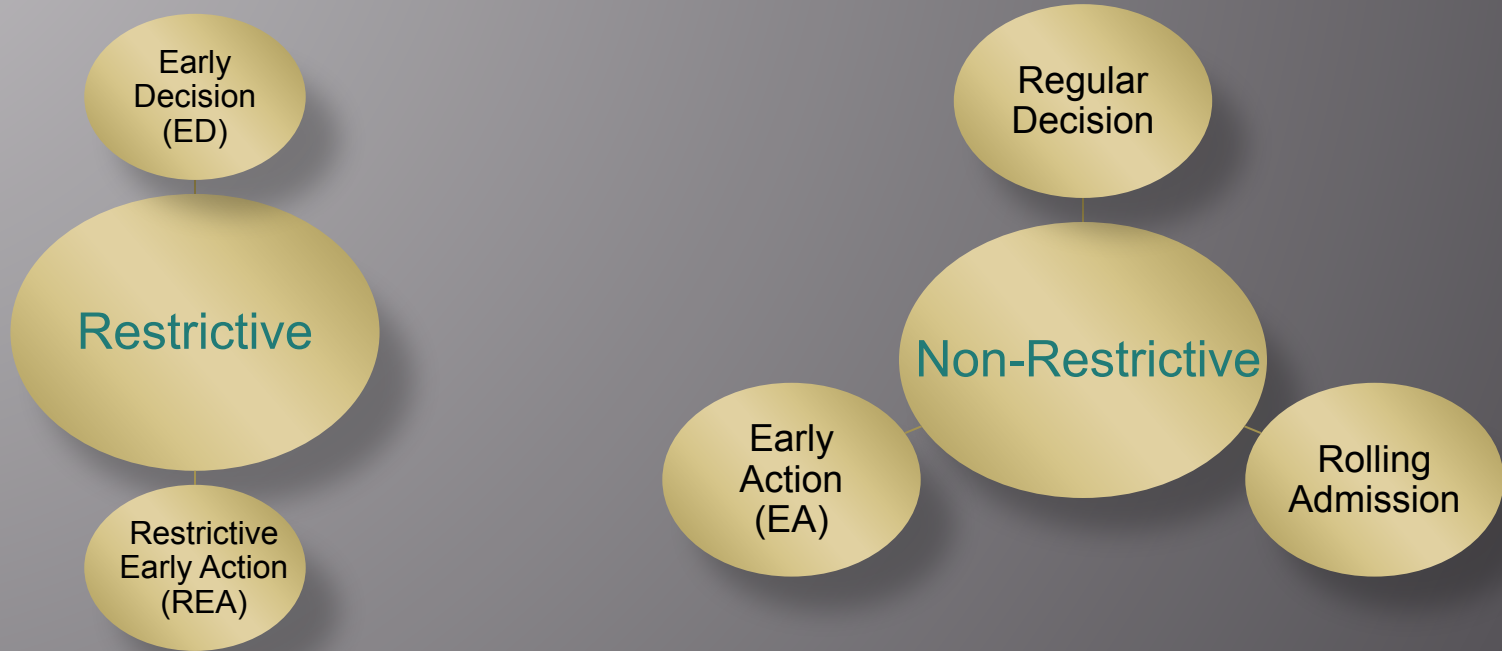 Early
Decision
(ED)
Restrictive
Restrictive
Early Action
(REA)
Regular
Decision
Non-Restrictive
Early
Action
(EA)
Rolling
Admission